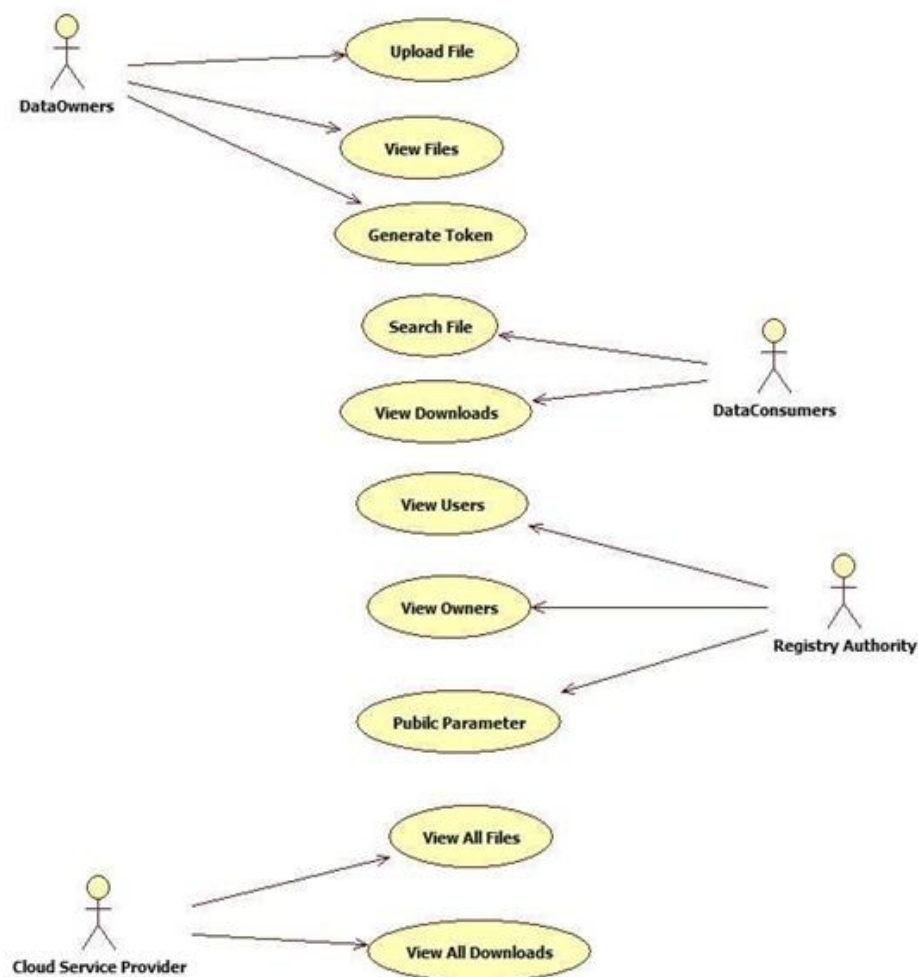 Upload File
DataOwners
View Files
Generate Token
Search File
View Downloads
DataConsumers
View Users
View Owners
Registry Authority
Pubilc Parameter
View All Files
View All Downloads
Cloud Service Provider